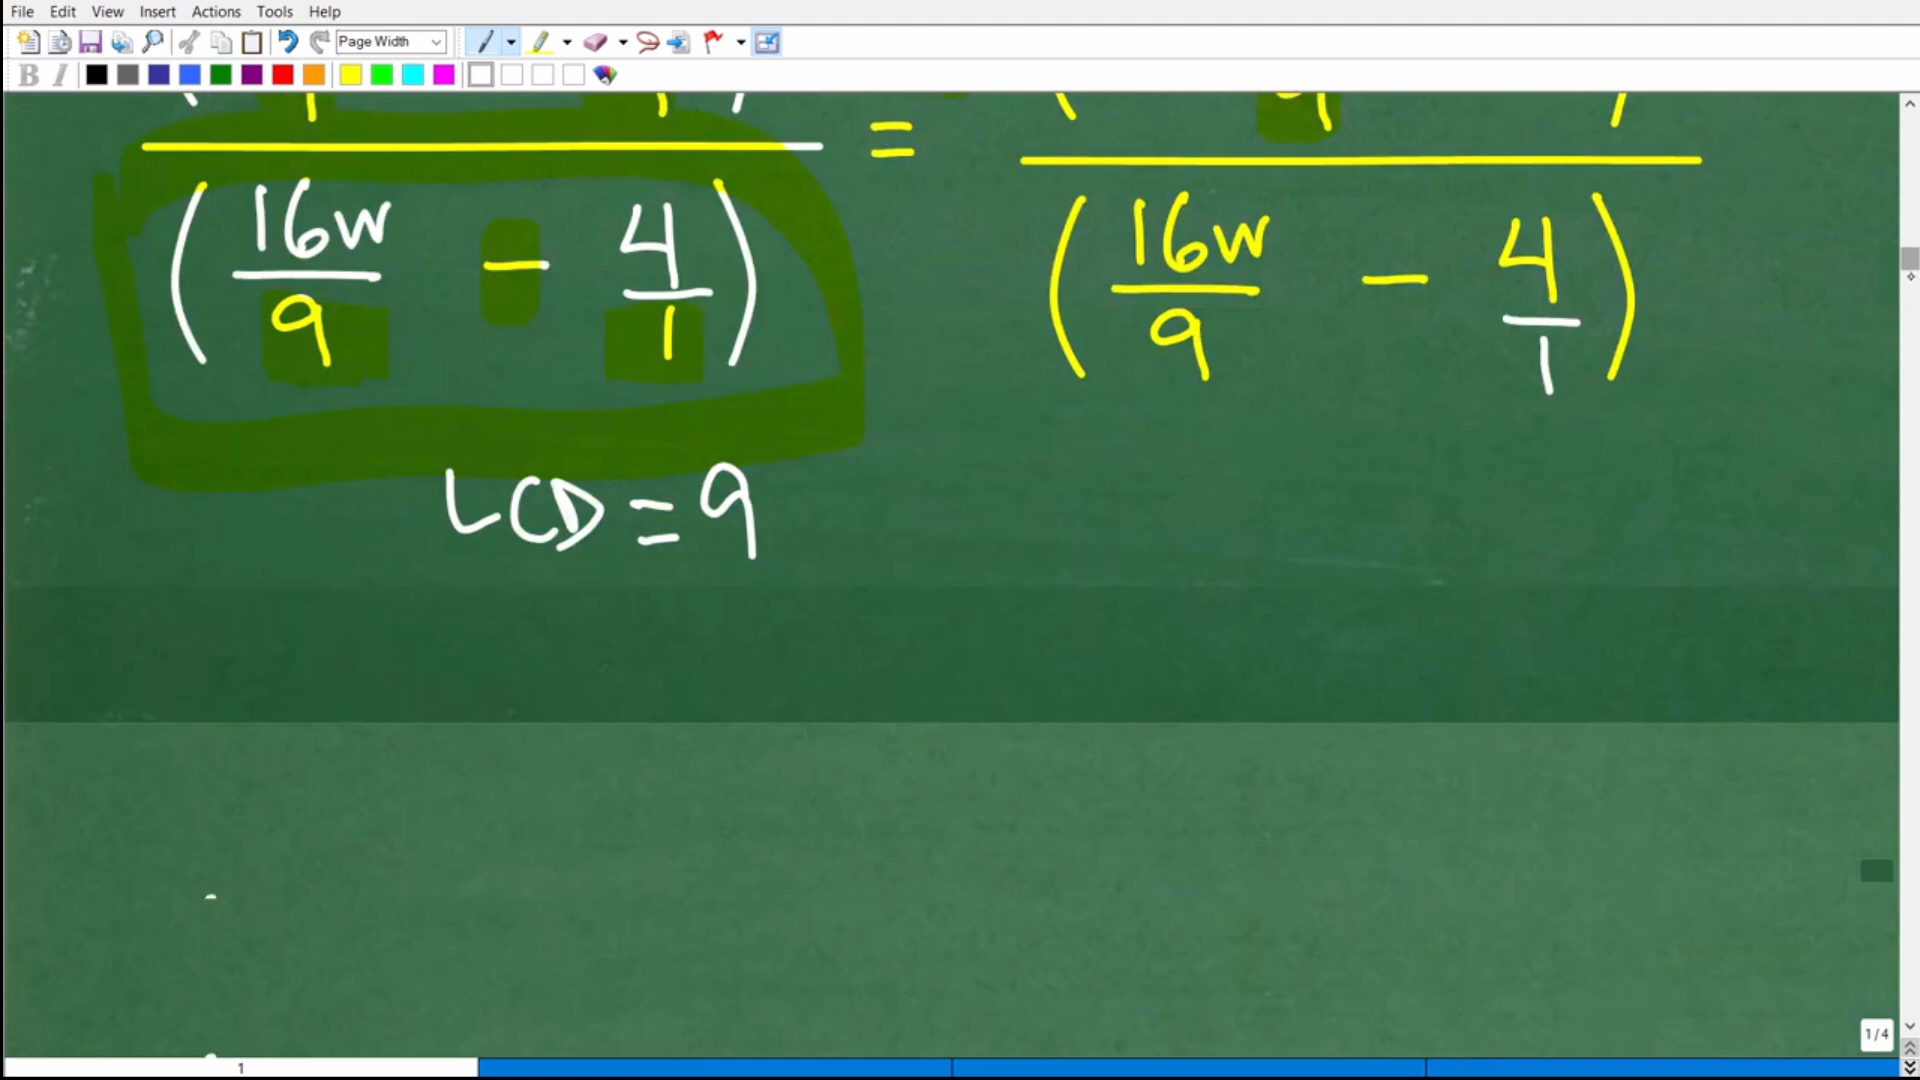 File Edit View Insert Actions Tools Help
Page Width
B I
=
( 16w/9 − 4/1 ) ( 16w/9 − 4/1 )
LCD = 9
1/4
1